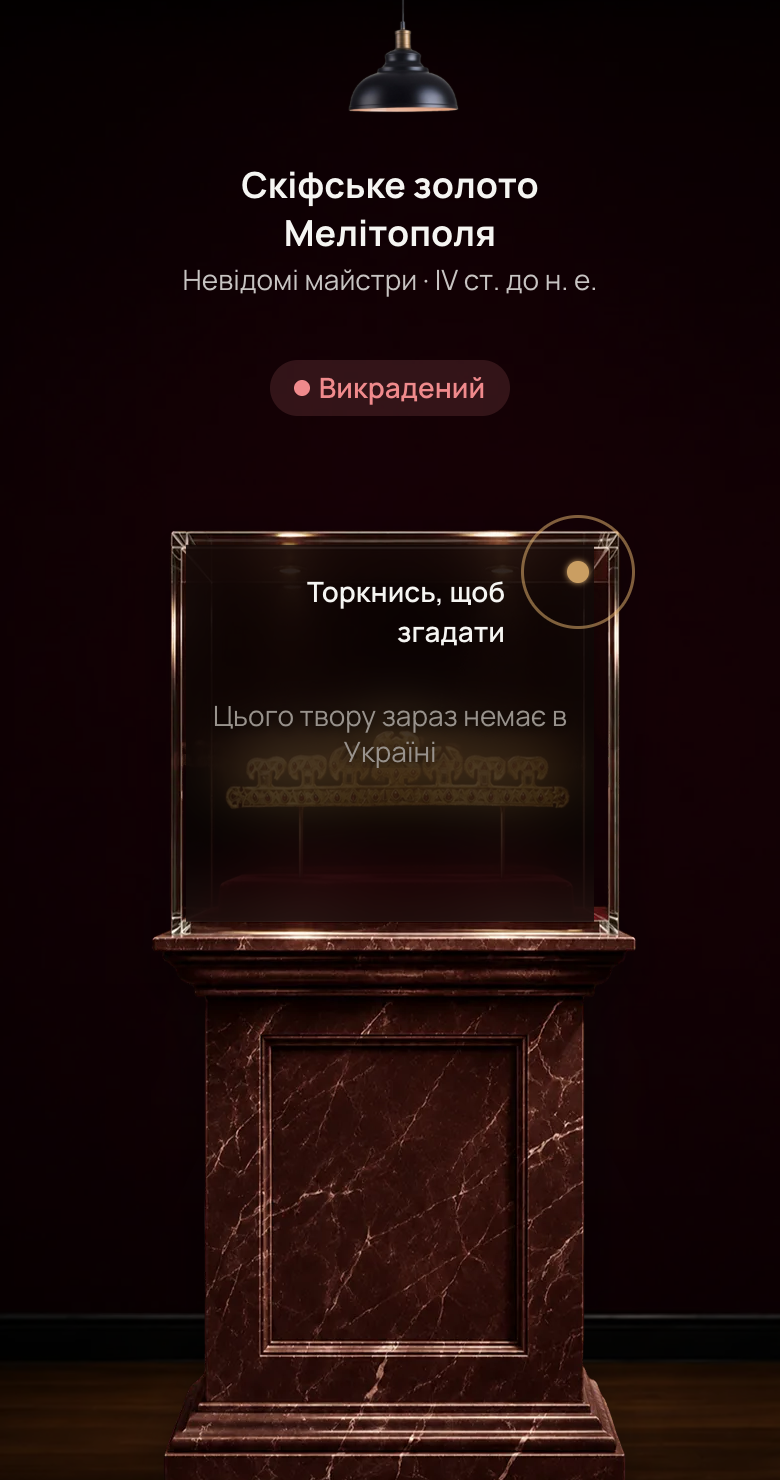 Скіфське золото
Мелітополя
Невідомі майстри · IV ст. до н. е.
Викрадений
Торкнись, щоб
згадати
Цього твору зараз немає в
Україні